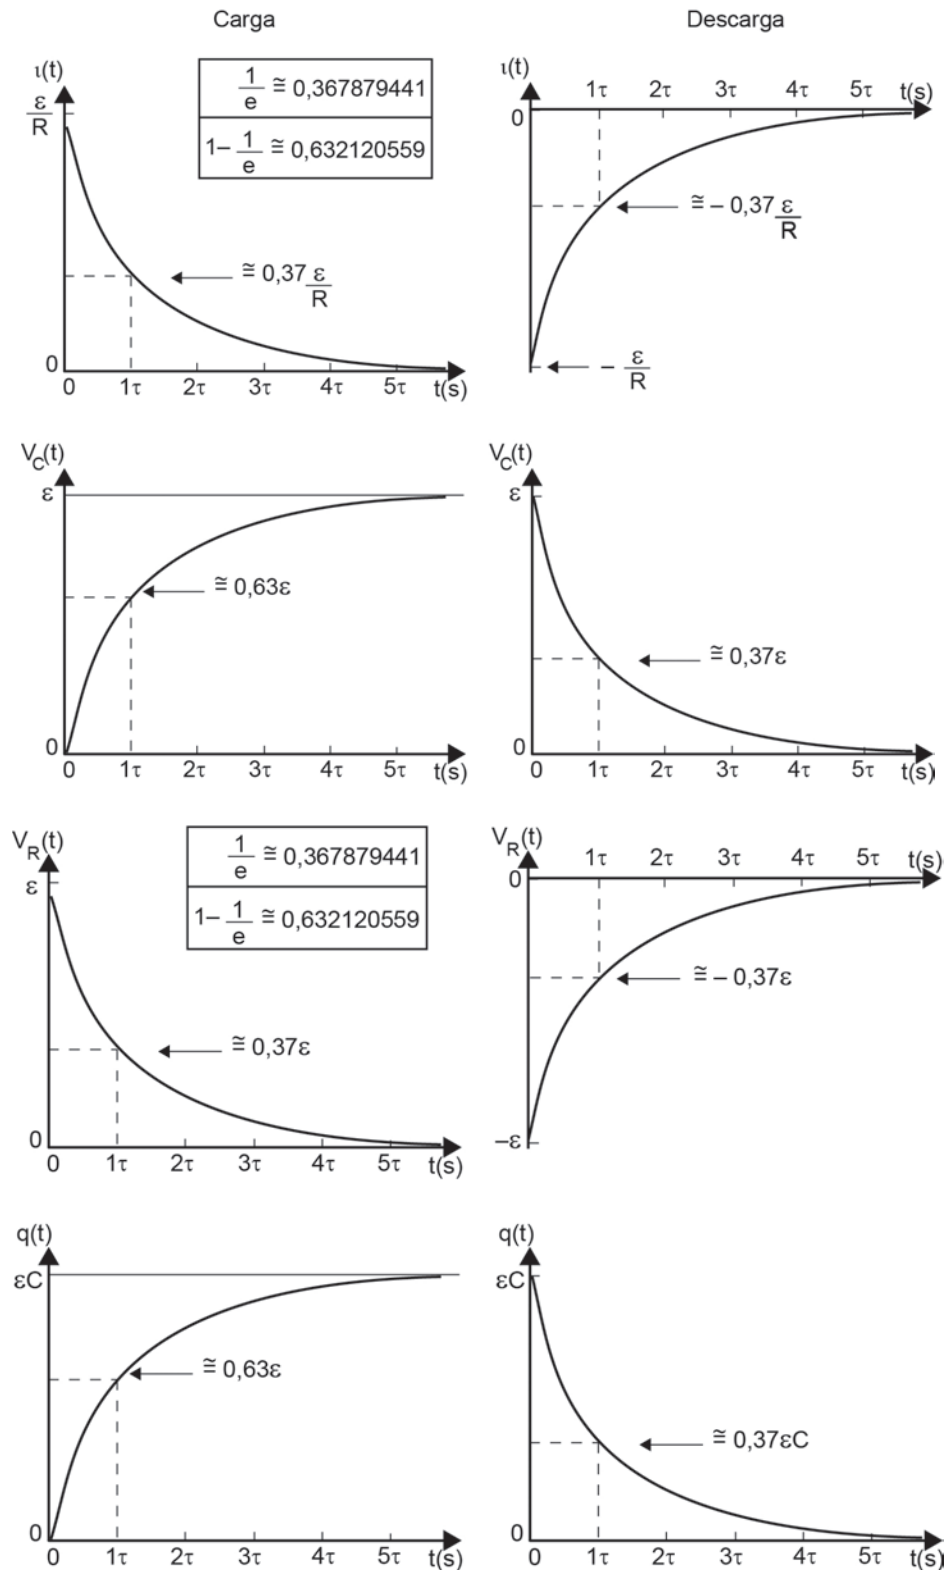 Carga
Descarga
ι(t)
ε/R
1/e ≅ 0,367879441
1– 1/e ≅ 0,632120559
≅ 0,37 ε/R
0
0 1τ 2τ 3τ 4τ 5τ t(s)
ι(t)
1τ 2τ 3τ 4τ 5τ t(s)
0
≅ – 0,37 ε/R
– ε/R
V_C(t)
ε
≅ 0,63ε
0
0 1τ 2τ 3τ 4τ 5τ t(s)
V_C(t)
ε
≅ 0,37ε
0
0 1τ 2τ 3τ 4τ 5τ t(s)
V_R(t)
ε
1/e ≅ 0,367879441
1– 1/e ≅ 0,632120559
≅ 0,37ε
0
0 1τ 2τ 3τ 4τ 5τ t(s)
V_R(t)
1τ 2τ 3τ 4τ 5τ t(s)
0
≅ – 0,37ε
–ε
q(t)
εC
≅ 0,63ε
0
0 1τ 2τ 3τ 4τ 5τ t(s)
q(t)
εC
≅ 0,37εC
0
0 1τ 2τ 3τ 4τ 5τ t(s)